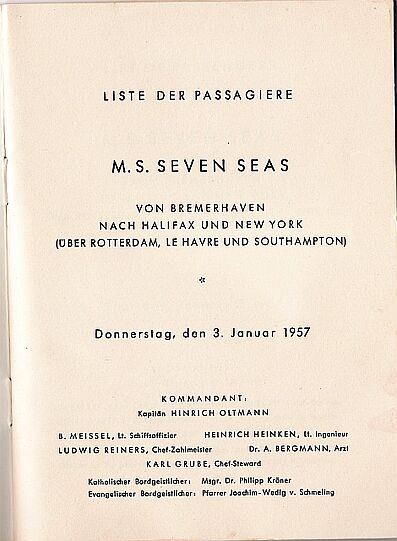 LISTE DER PASSAGIERE
M.S. SEVEN SEAS
VON BREMERHAVEN
NACH HALIFAX UND NEW YORK
(ÜBER ROTTERDAM, LE HAVRE UND SOUTHAMPTON)
*
Donnerstag, den 3. Januar 1957
KOMMANDANT:
Kapitän HINRICH OLTMANN
B. MEISSEL, Lt. Schiffsoffizier HEINRICH HEINKEN, Lt. Ingenieur
LUDWIG REINERS, Chef-Zahlmeister Dr. A. BERGMANN, Arzt
KARL GRUBE, Chef-Steward
Katholischer Bordgeistlicher: Msgr. Dr. Philipp Kröner
Evangelischer Bordgeistlicher: Pfarrer Joachim-Wedig v. Schmeling